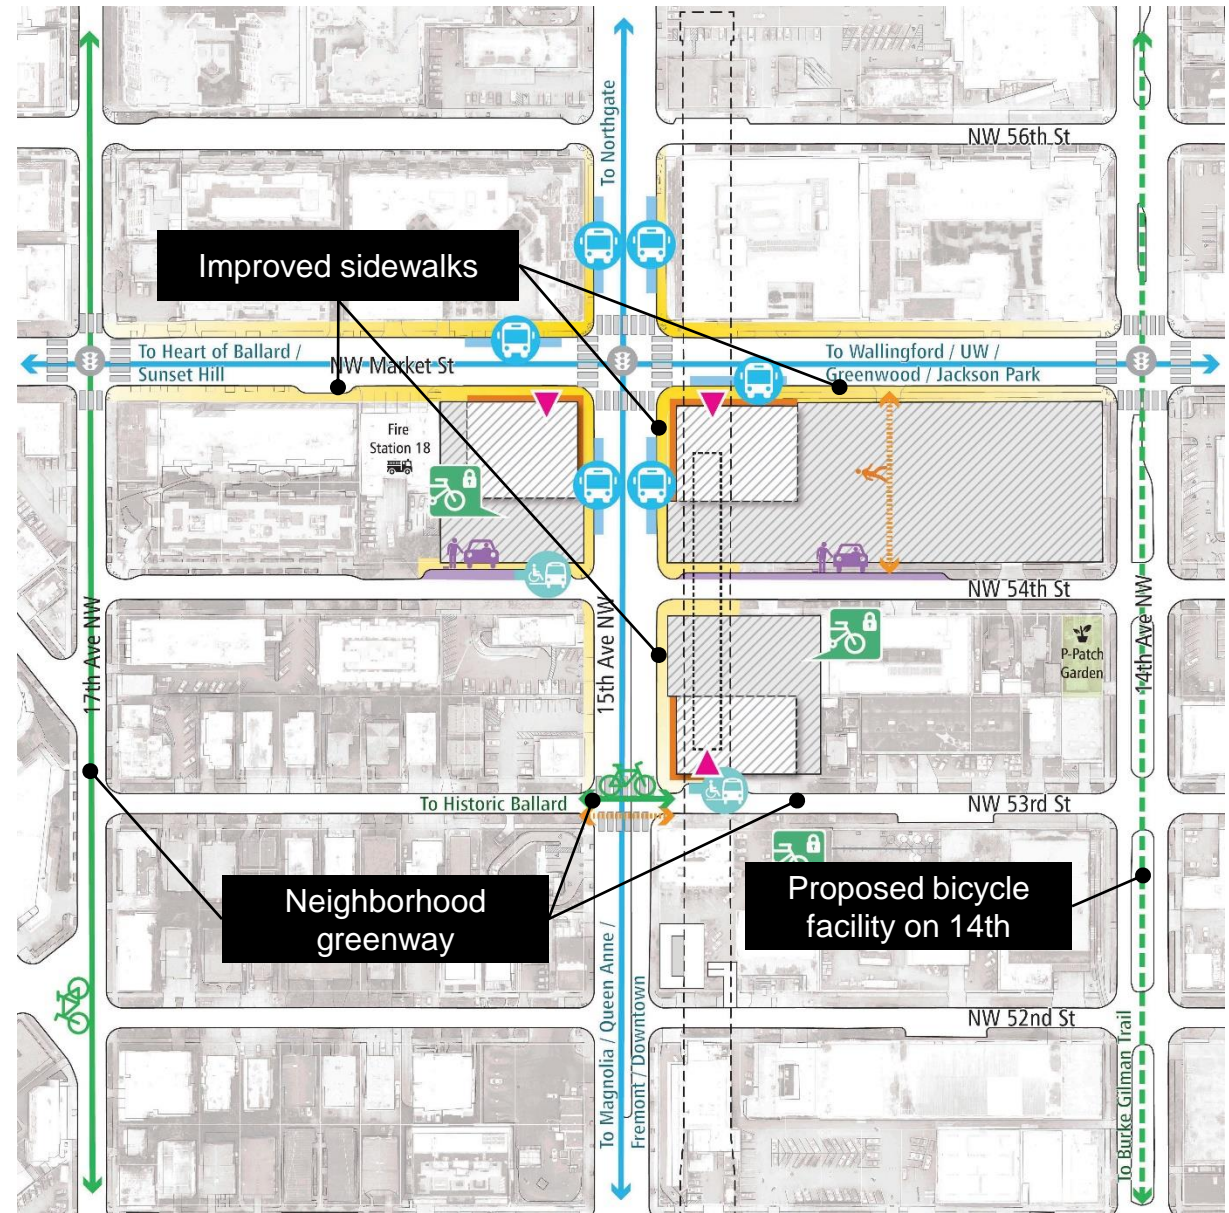 To Northgate
NW 56th St
Improved sidewalks
To Heart of Ballard /
Sunset Hill
NW Market St
To Wallingford / UW /
Greenwood / Jackson Park
Fire
Station 18
NW 54th St
17th Ave NW
15th Ave NW
14th Ave NW
P-Patch
Garden
To Historic Ballard
NW 53rd St
Neighborhood
greenway
Proposed bicycle
facility on 14th
To Magnolia / Queen Anne /
Fremont / Downtown
NW 52nd St
To Burke Gilman Trail